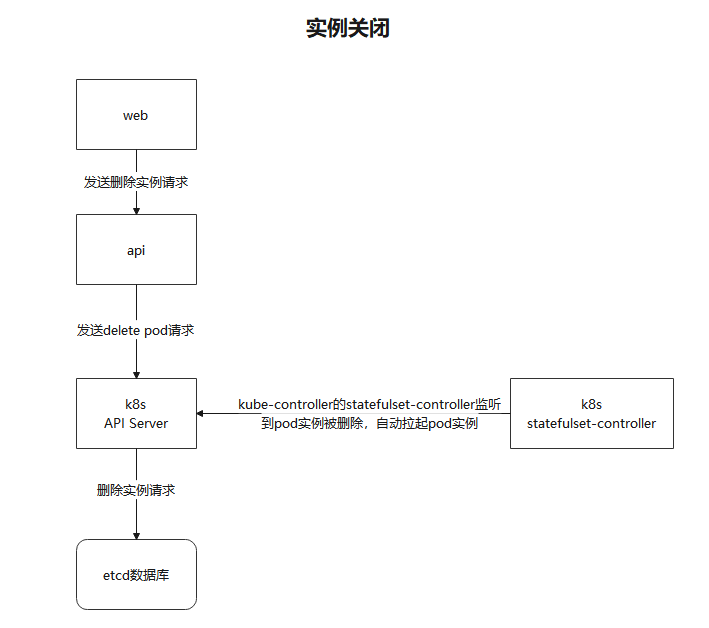 实例关闭
web
发送删除实例请求
api
发送delete pod请求
k8s
API Server
kube-controller的statefulset-controller监听
到pod实例被删除，自动拉起pod实例
k8s
statefulset-controller
删除实例请求
etcd数据库